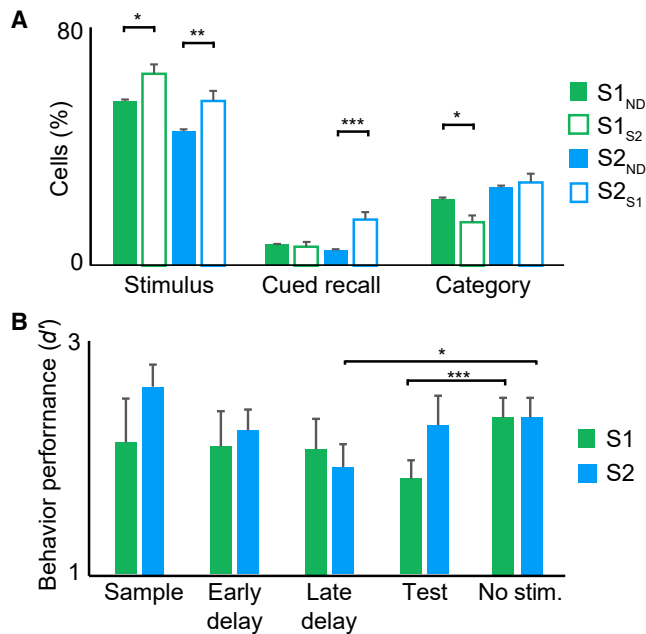 A
80
Cells (%)
0
*
**
***
*
Stimulus
Cued recall
Category
S1ND
S1S2
S2ND
S2S1
B
3
Behavior perforrnance (d')
1
*
***
Sample
Early
delay
Late
delay
Test
No stim.
S1
S2